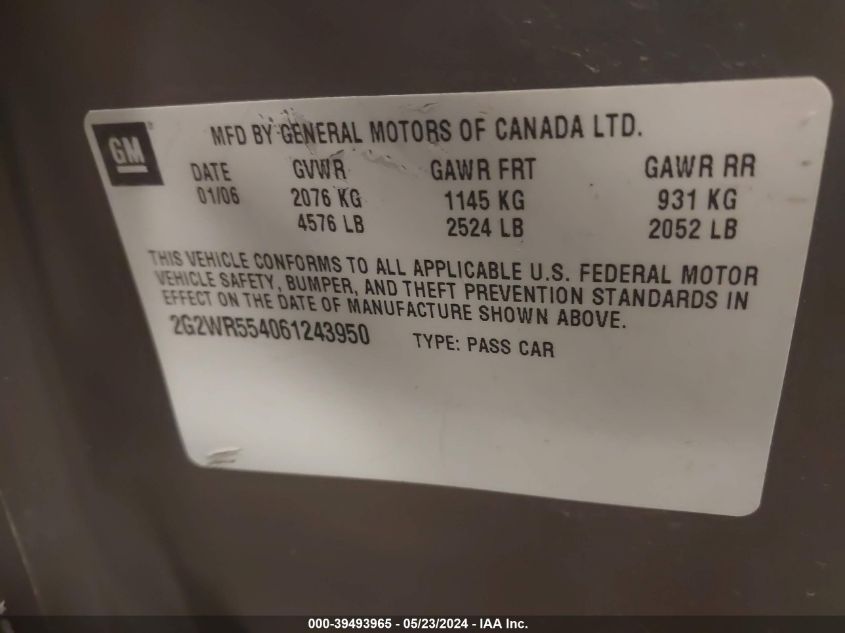 GM
MFD BY GENERAL MOTORS OF CANADA LTD.
DATE GVWR GAWR FRT GAWR RR
01/06 2076 KG 1145 KG 931 KG
4576 LB 2524 LB 2052 LB
THIS VEHICLE CONFORMS TO ALL APPLICABLE U.S. FEDERAL MOTOR
VEHICLE SAFETY, BUMPER, AND THEFT PREVENTION STANDARDS IN
EFFECT ON THE DATE OF MANUFACTURE SHOWN ABOVE.
2G2WR554061243950 TYPE: PASS CAR
000-39493965 - 05/23/2024 - IAA Inc.